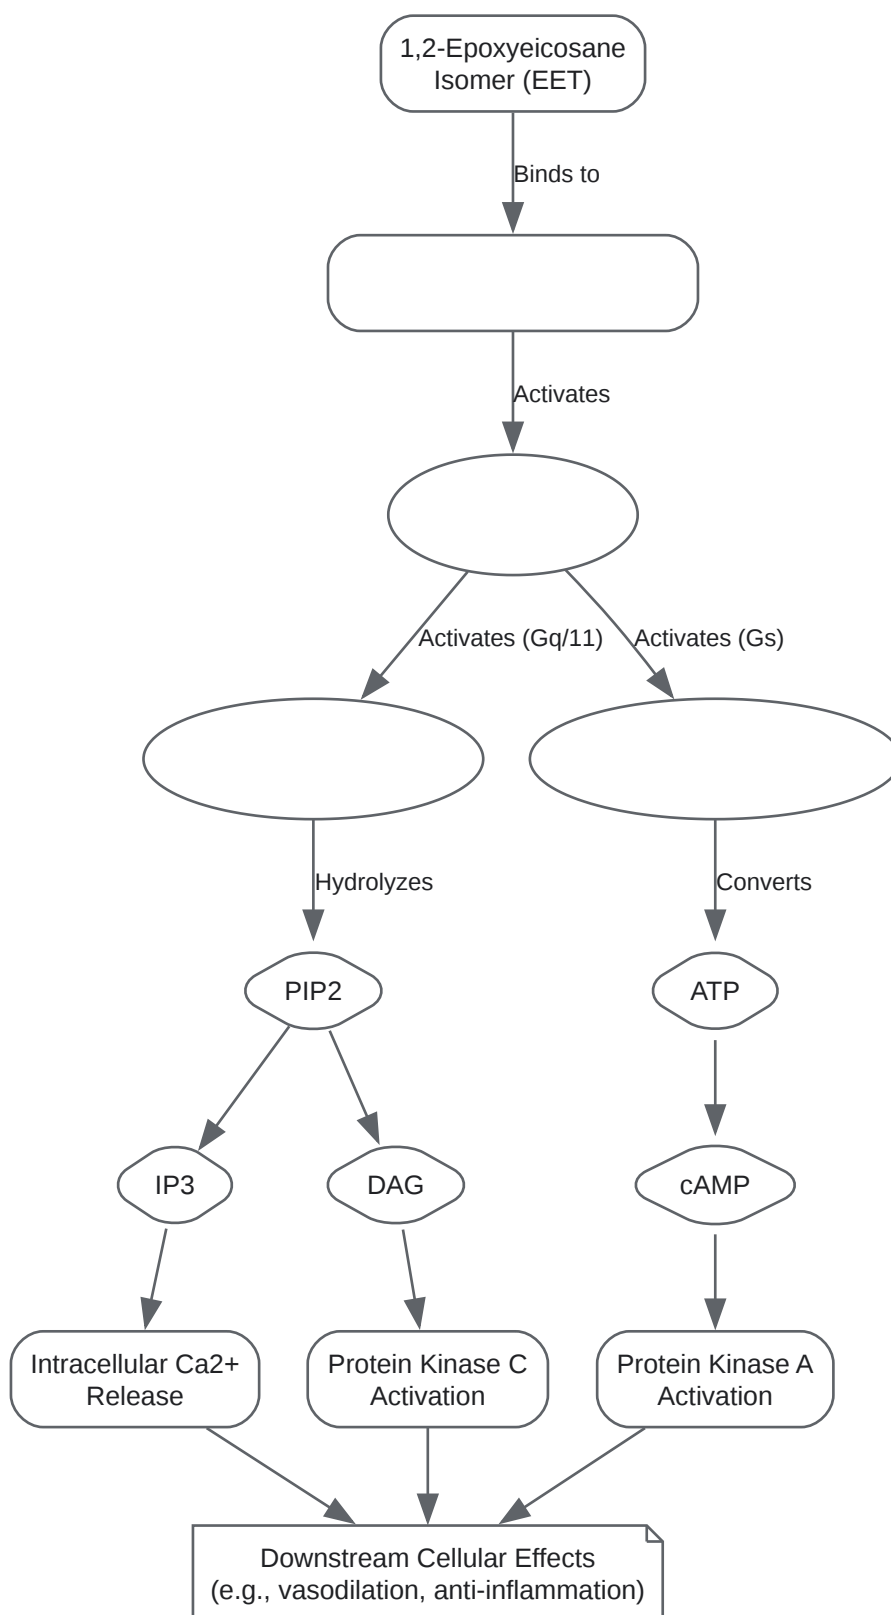 1,2-Epoxyeicosane
Isomer (EET)
Binds to
Activates
Activates (Gq/11)
Activates (Gs)
Hydrolyzes
Converts
PIP2
ATP
IP3
DAG
cAMP
Intracellular Ca2+
Release
Protein Kinase C
Activation
Protein Kinase A
Activation
Downstream Cellular Effects
(e.g., vasodilation, anti-inflammation)